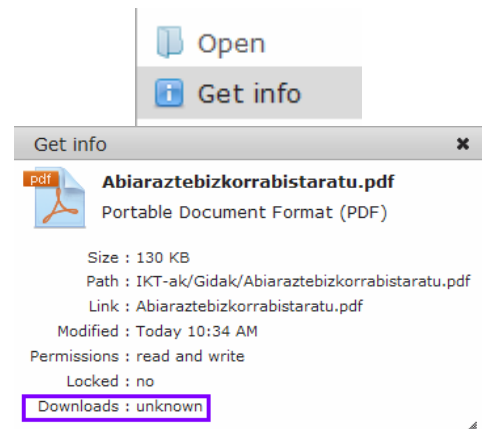 Open
Get info
Get info
pdf
Abiaraztebizkorrabistaratu.pdf
Portable Document Format (PDF)
Size : 130 KB
Path : IKT-ak/Gidak/Abiaraztebizkorrabistaratu.pdf
Link : Abiaraztebizkorrabistaratu.pdf
Modified : Today 10:34 AM
Permissions : read and write
Locked : no
Downloads : unknown